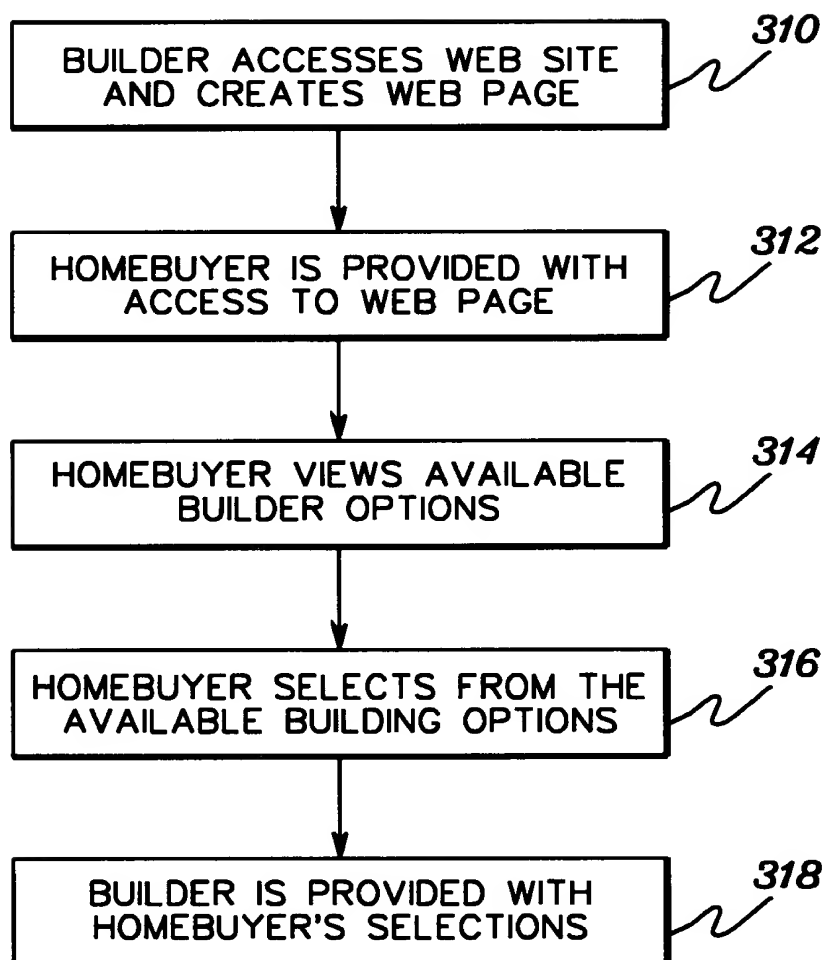 310
BUILDER ACCESSES WEB SITE
AND CREATES WEB PAGE
312
HOMEBUYER IS PROVIDED WITH
ACCESS TO WEB PAGE
314
HOMEBUYER VIEWS AVAILABLE
BUILDER OPTIONS
316
HOMEBUYER SELECTS FROM THE
AVAILABLE BUILDING OPTIONS
318
BUILDER IS PROVIDED WITH
HOMEBUYER'S SELECTIONS